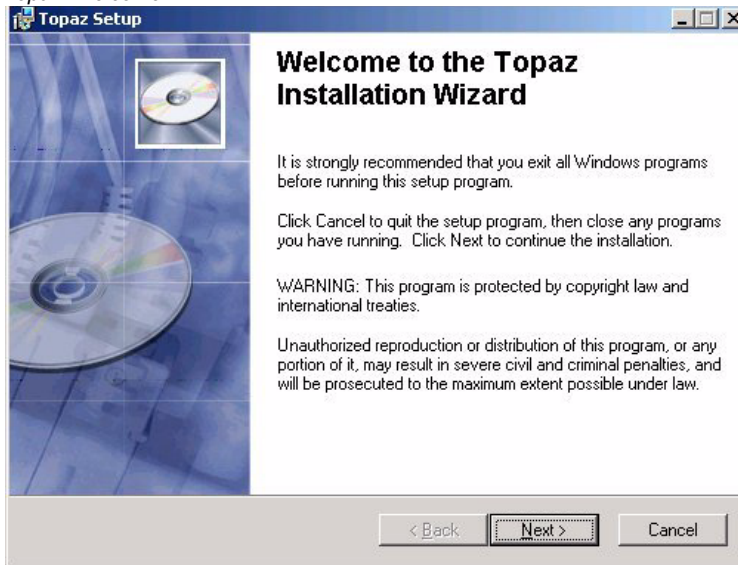 Topaz Setup
Welcome to the Topaz
Installation Wizard
It is strongly recommended that you exit all Windows programs
before running this setup program.
Click Cancel to quit the setup program, then close any programs
you have running. Click Next to continue the installation.
WARNING: This program is protected by copyright law and
international treaties.
Unauthorized reproduction or distribution of this program, or any
portion of it, may result in severe civil and criminal penalties, and
will be prosecuted to the maximum extent possible under law.
< Back
Next >
Cancel